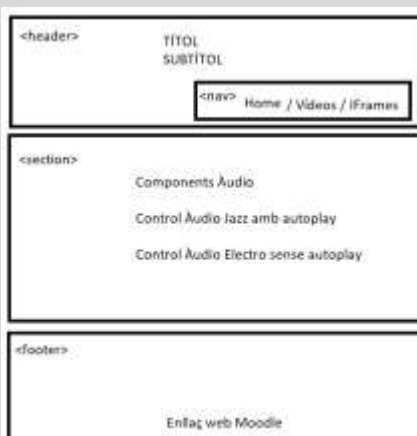 <header>
TÍTOL
SUBTÍTOL
<nav> Home / Vídeos / IFrames
<section>
Components Àudio
Control Àudio Jazz amb autoplay
Control Àudio Electro sense autoplay
<footer>
Enllaç web Moodle